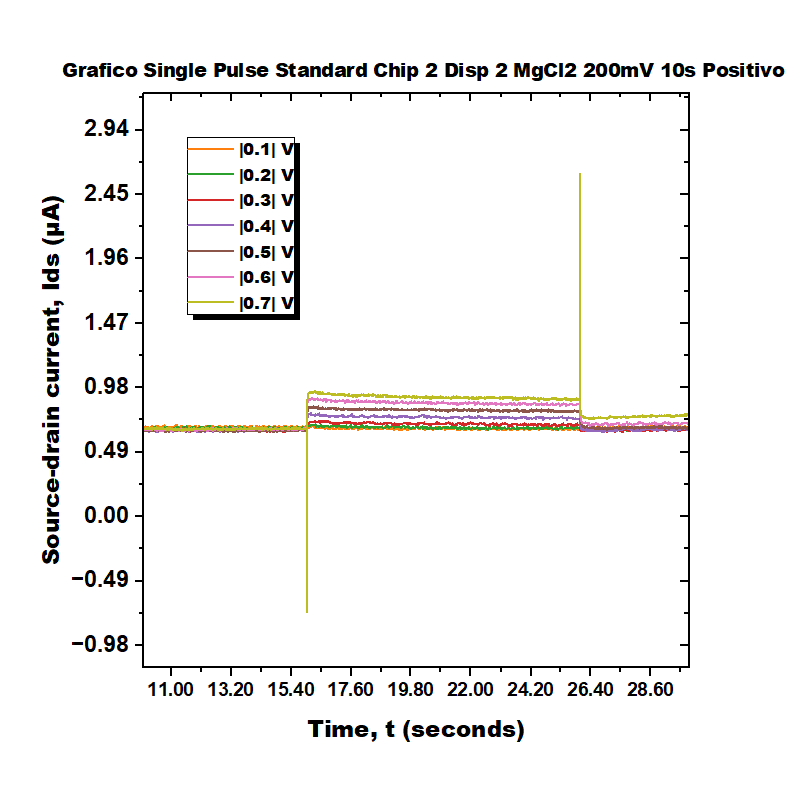 Grafico Single Pulse Standard Chip 2 Disp 2 MgCl2 200mV 10s Positivo
2.94
2.45
1.96
1.47
0.98
0.49
0.00
−0.49
−0.98
Source-drain current, Ids (µA)
|0.1| V
|0.2| V
|0.3| V
|0.4| V
|0.5| V
|0.6| V
|0.7| V
11.00 13.20 15.40 17.60 19.80 22.00 24.20 26.40 28.60
Time, t (seconds)